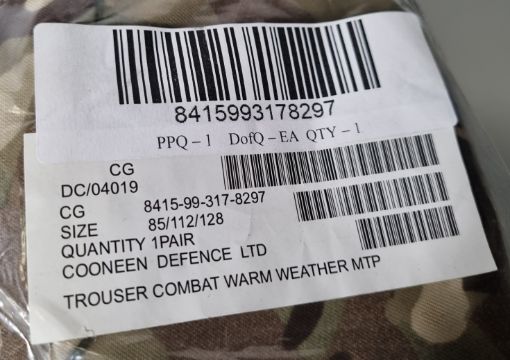 8415993178297
PPQ – 1 DofQ – EA QTY – 1
CG
DC/04019
CG 8415-99-317-8297
SIZE 85/112/128
QUANTITY 1PAIR
COONEEN DEFENCE LTD
TROUSER COMBAT WARM WEATHER MTP